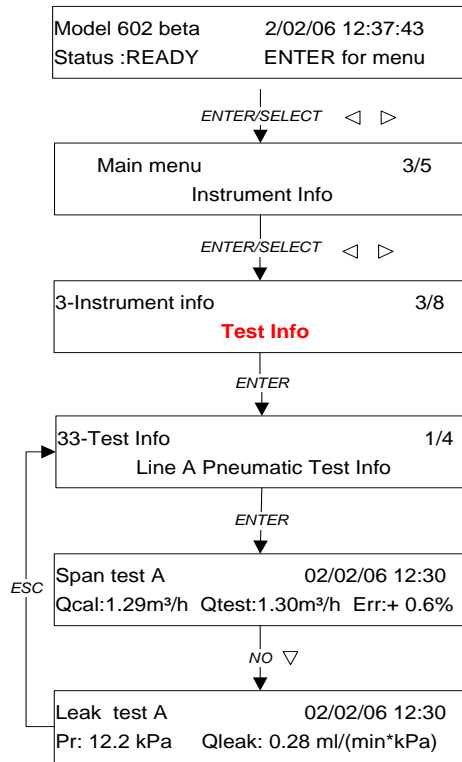 Model 602 beta 2/02/06 12:37:43
Status :READY ENTER for menu
ENTER/SELECT ◁ ▷
Main menu 3/5
Instrument Info
ENTER/SELECT ◁ ▷
3-Instrument info 3/8
Test Info
ENTER
33-Test Info 1/4
Line A Pneumatic Test Info
ENTER
ESC
Span test A 02/02/06 12:30
Qcal:1.29m³/h Qtest:1.30m³/h Err:+ 0.6%
NO ▽
Leak test A 02/02/06 12:30
Pr: 12.2 kPa Qleak: 0.28 ml/(min*kPa)